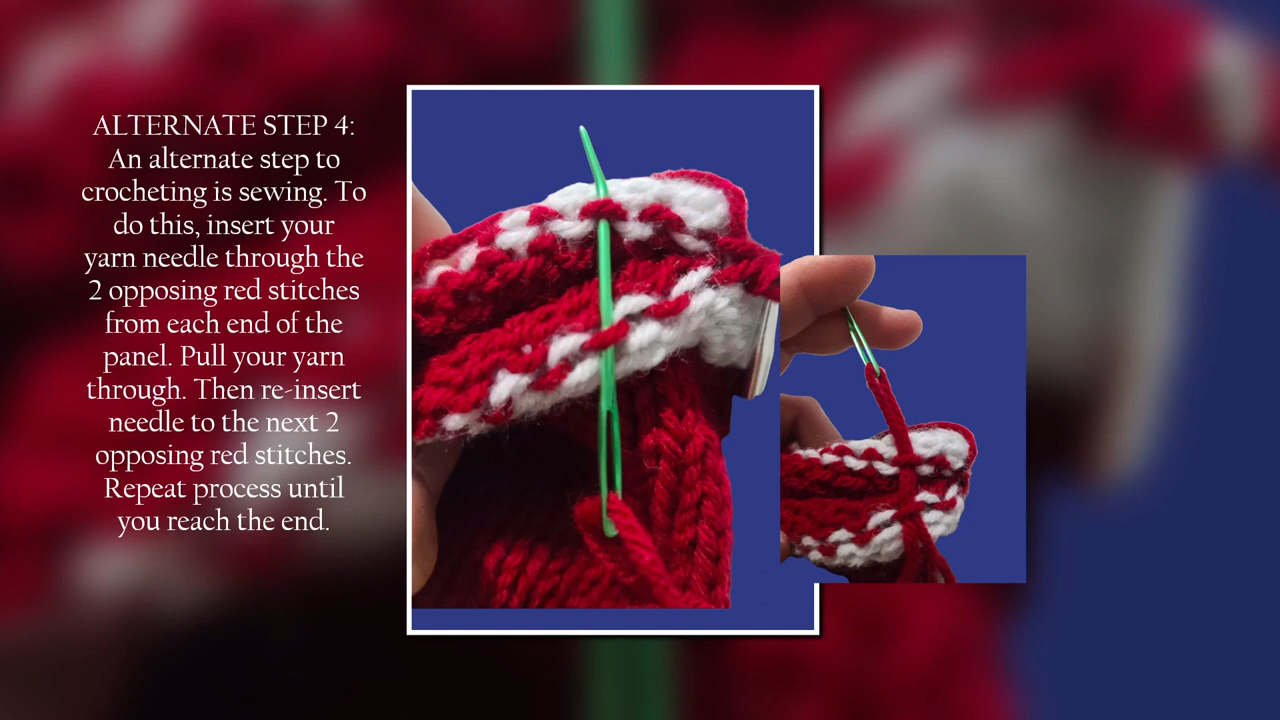 ALTERNATE STEP 4:
An alternate step to
crocheting is sewing. To
do this, insert your
yarn needle through the
2 opposing red stitches
from each end of the
panel. Pull your yarn
through. Then re-insert
needle to the next 2
opposing red stitches.
Repeat process until
you reach the end.